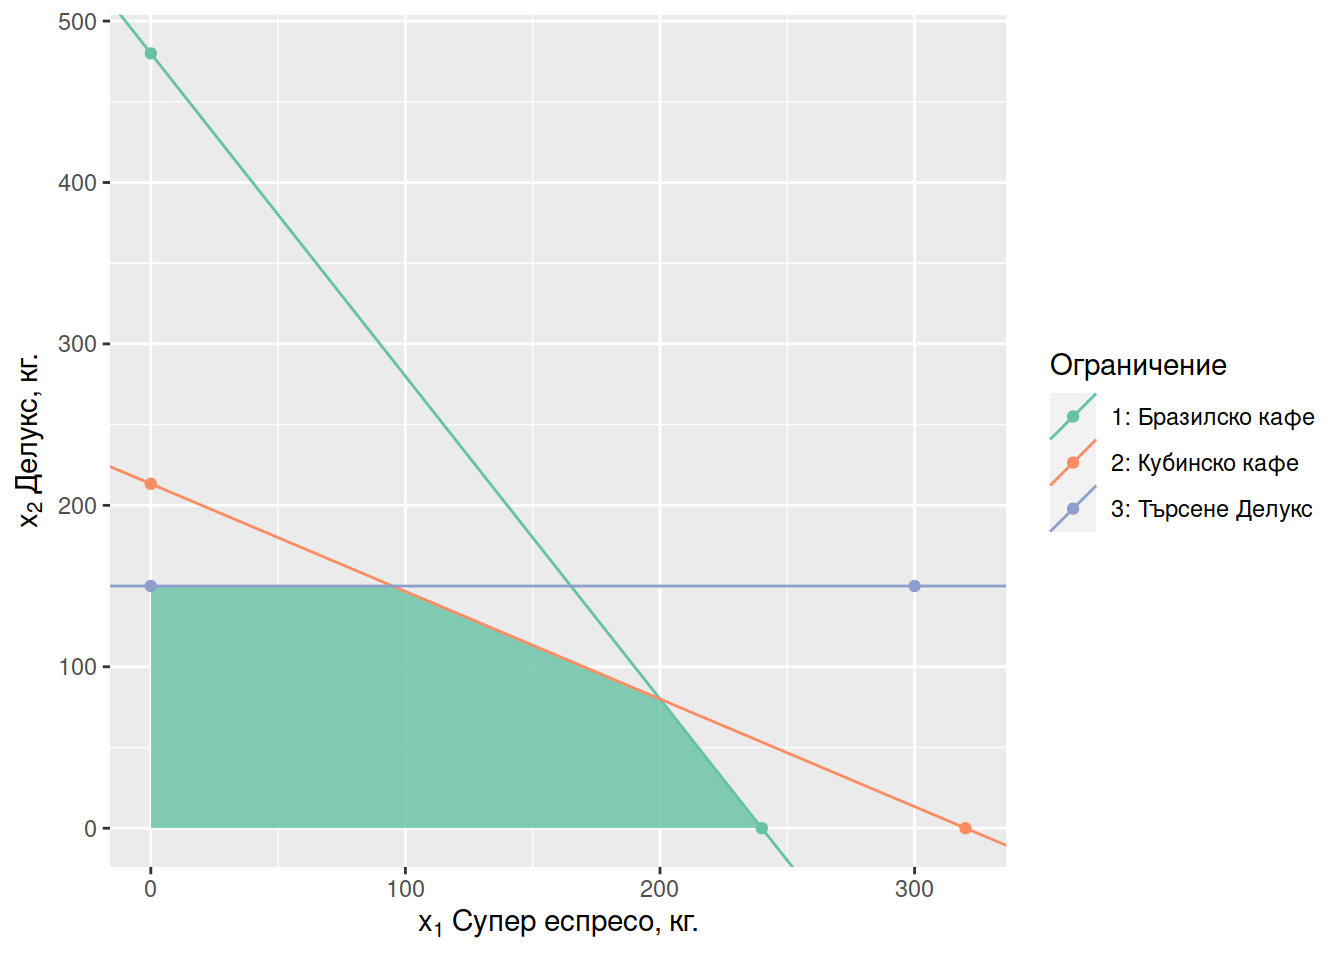 500
400
300
200
100
0
x₂ Делукс, кг.
0 100 200 300
x₁ Супер еспресо, кг.
Ограничение
1: Бразилско кафе
2: Кубинско кафе
3: Търсене Делукс